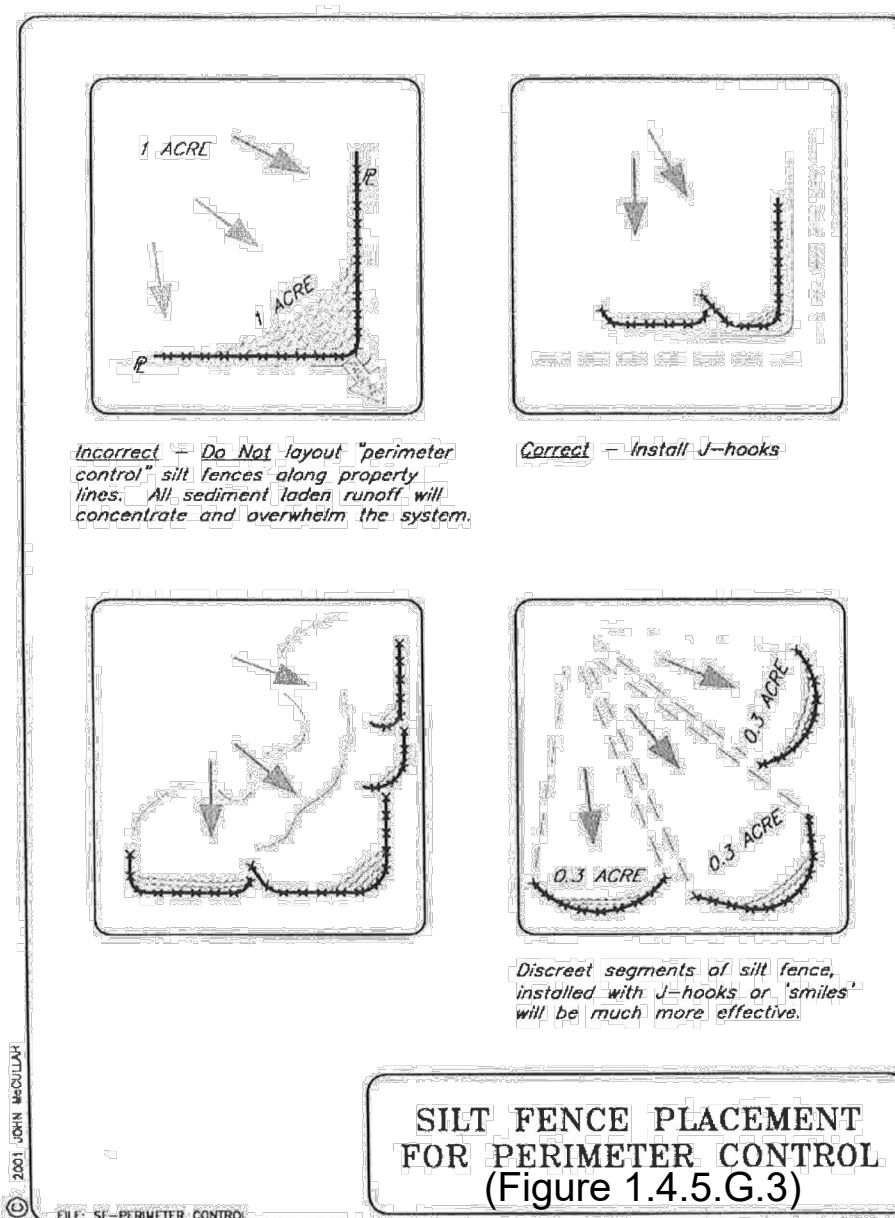 1 ACRE
PL
1 ACRE
PL
Incorrect – Do Not layout "perimeter
control" silt fences along property
lines. All sediment laden runoff will
concentrate and overwhelm the system.
Correct – Install J-hooks
0.3 ACRE
0.3 ACRE
0.3 ACRE
Discreet segments of silt fence,
installed with J-hooks or 'smiles'
will be much more effective.
SILT FENCE PLACEMENT
FOR PERIMETER CONTROL
(Figure 1.4.5.G.3)
© 2001 JOHN McCULLAH
FILE: SF-PERIMETER CONTROL